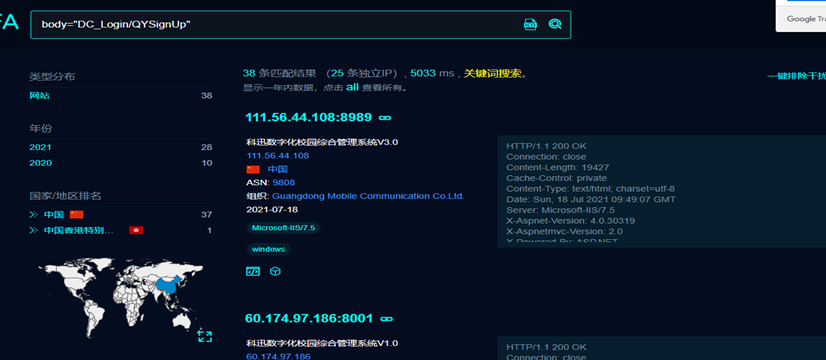 FA
body="DC_Login/QYSignUp"
Google Tra
类型分布
网站 38
年份
2021 28
2020 10
国家/地区排名
中国 37
中国香港特别... 1
38 条匹配结果 （25 条独立IP）, 5033 ms , 关键词搜索。
显示一年内数据，点击 all 查看所有。
一键排除干扰
111.56.44.108:8989
科迅数字化校园综合管理系统V3.0
111.56.44.108
中国
ASN: 9808
组织: Guangdong Mobile Communication Co.Ltd.
2021-07-18
Microsoft-IIS/7.5
windows
HTTP/1.1 200 OK
Connection: close
Content-Length: 19427
Cache-Control: private
Content-Type: text/html; charset=utf-8
Date: Sun, 18 Jul 2021 09:49:07 GMT
Server: Microsoft-IIS/7.5
X-Aspnet-Version: 4.0.30319
X-Aspnetmvc-Version: 2.0
X-Powered-By: ASP.NET
60.174.97.186:8001
科迅数字化校园综合管理系统V1.0
60.174.97.186
HTTP/1.1 200 OK
Connection: close